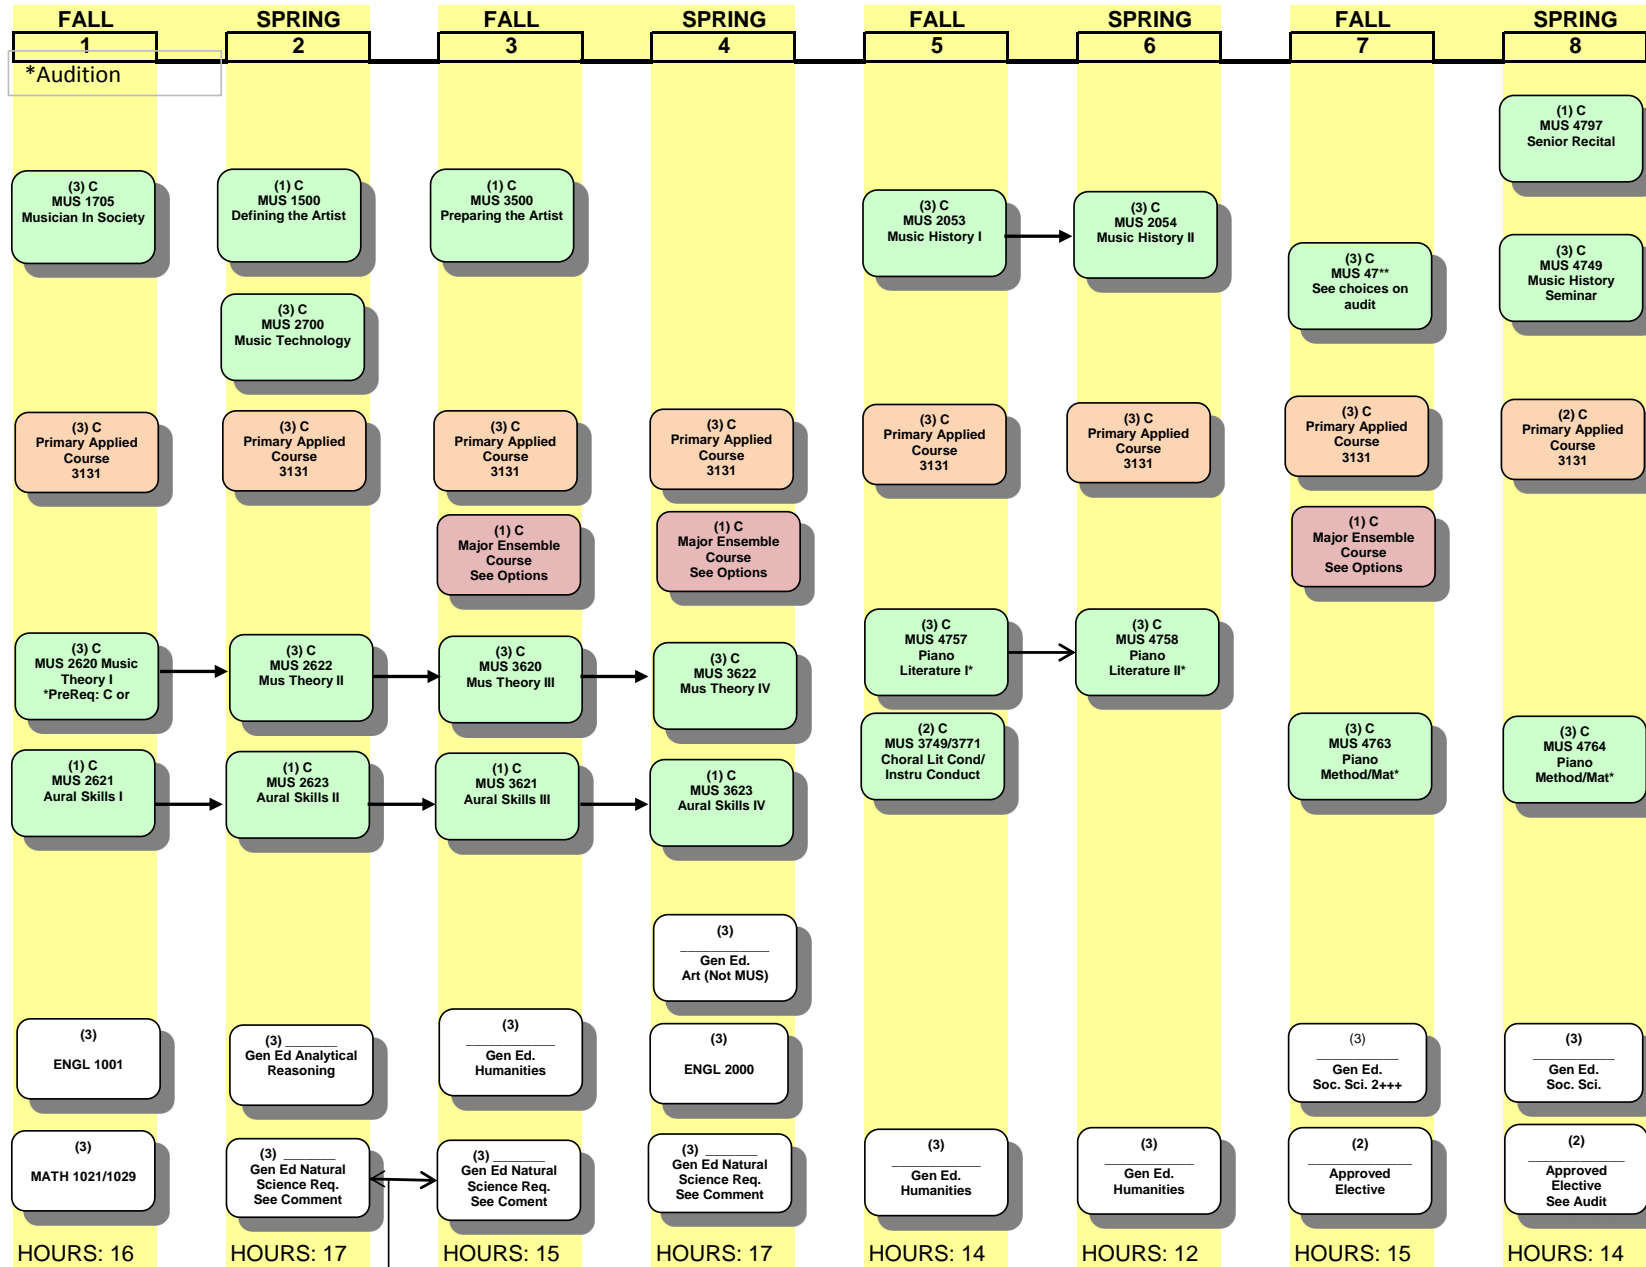 FALL
1
*Audition
SPRING
2
FALL
3
SPRING
4
FALL
5
SPRING
6
FALL
7
SPRING
8
(3) C
MUS 1705
Musician In Society
(3) C
Primary Applied
Course
3131
(3) C
MUS 2620 Music
Theory I
*PreReq: C or
(1) C
MUS 2621
Aural Skills I
(3)
ENGL 1001
(3)
MATH 1021/1029
HOURS: 16
(1) C
MUS 1500
Defining the Artist
(3) C
MUS 2700
Music Technology
(3) C
Primary Applied
Course
3131
(3) C
MUS 2622
Mus Theory II
(1) C
MUS 2623
Aural Skills II
(3) _______
Gen Ed Analytical
Reasoning
(3) _______
Gen Ed Natural
Science Req.
See Comment
HOURS: 17
(1) C
MUS 3500
Preparing the Artist
(3) C
Primary Applied
Course
3131
(1) C
Major Ensemble
Course
See Options
(3) C
MUS 3620
Mus Theory III
(1) C
MUS 3621
Aural Skills III
(3)
____________
Gen Ed.
Humanities
(3) _______
Gen Ed Natural
Science Req.
See Coment
HOURS: 15
(3) C
Primary Applied
Course
3131
(1) C
Major Ensemble
Course
See Options
(3) C
MUS 3622
Mus Theory IV
(1) C
MUS 3623
Aural Skills IV
(3)
____________
Gen Ed.
Art (Not MUS)
(3)
ENGL 2000
(3) ________
Gen Ed Natural
Science Req.
See Comment
HOURS: 17
(3) C
MUS 2053
Music History I
(3) C
Primary Applied
Course
3131
(3) C
MUS 4757
Piano
Literature I*
(2) C
MUS 3749/3771
Choral Lit Cond/
Instru Conduct
(3)
____________
Gen Ed.
Humanities
HOURS: 14
(3) C
MUS 2054
Music History II
(3) C
Primary Applied
Course
3131
(3) C
MUS 4758
Piano
Literature II*
(3)
____________
Gen Ed.
Humanities
HOURS: 12
(3) C
MUS 47**
See choices on
audit
(3) C
Primary Applied
Course
3131
(1) C
Major Ensemble
Course
See Options
(3) C
MUS 4763
Piano
Method/Mat*
(3)
___________
Gen Ed.
Soc. Sci. 2+++
(2)
______________
Approved
Elective
HOURS: 15
(1) C
MUS 4797
Senior Recital
(3) C
MUS 4749
Music History
Seminar
(2) C
Primary Applied
Course
3131
(3) C
MUS 4764
Piano
Method/Mat*
(3)
___________
Gen Ed.
Soc. Sci.
(2)
_____________
Approved
Elective
See Audit
HOURS: 14